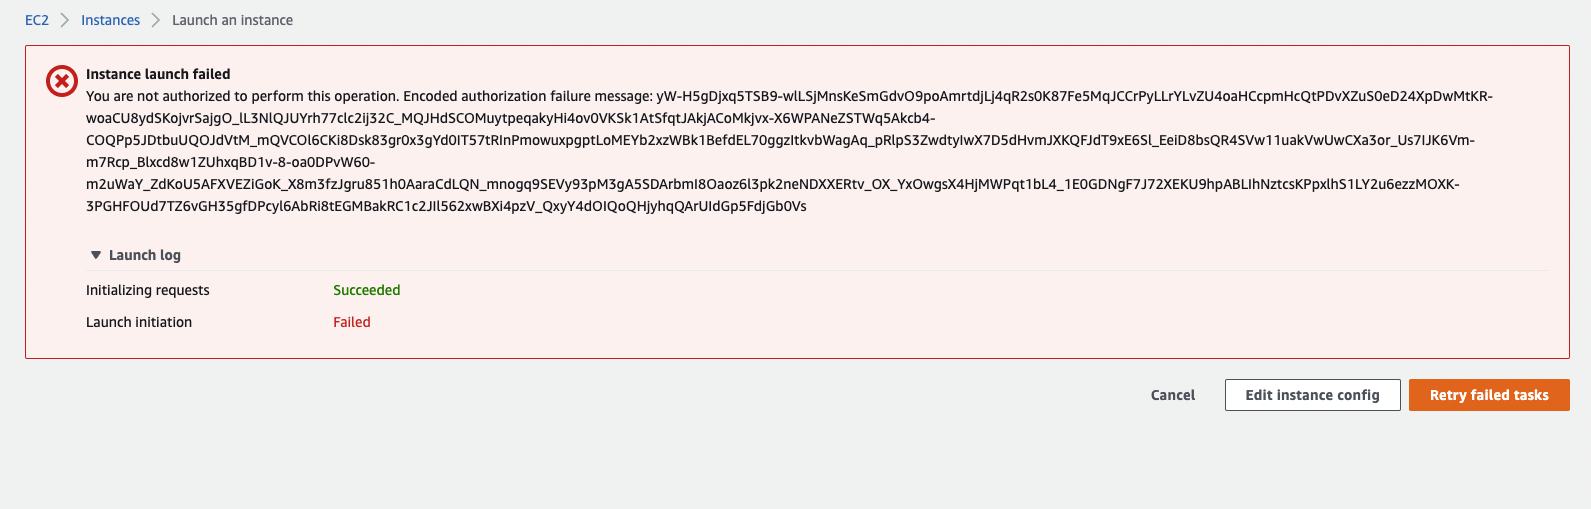 EC2 Instances Launch an instance
Instance launch failed
You are not authorized to perform this operation. Encoded authorization failure message: yW-H5gDjxq5TSB9-wlLSjMnsKeSmGdvO9poAmrtdjLj4qR2s0K87Fe5MqJCCrPyLLrYLvZU4oaHCcpmHcQtPDvXZuS0eD24XpDwMtKR-
woaCU8ydSKojvrSajgO_lL3NlQJUYrh77clc2ij32C_MQJHdSCOMuytpeqakyHi4ov0VKSk1AtSfqtJAkjACoMkjvx-X6WPANeZSTWq5Akcb4-
COQPp5JDtbuUQOJdVtM_mQVCOl6CKi8Dsk83gr0x3gYd0IT57tRInPmowuxpgptLoMEYb2xzWBk1BefdEL70ggzItkvbWagAq_pRlpS3ZwdtyIwX7D5dHvmJXKQFJdT9xE6Sl_EeiD8bsQR4SVw11uakVwUwCXa3or_Us7IJK6Vm-
m7Rcp_Blxcd8w1ZUhxqBD1v-8-oa0DPvW60-
m2uWaY_ZdKoU5AFXVEZiGoK_X8m3fzJgru851h0AaraCdLQN_mnogq9SEVy93pM3gA5SDArbmI8Oaoz6l3pk2neNDXXERtv_OX_YxOwgsX4HjMWPqt1bL4_1E0GDNgF7J72XEKU9hpABLIhNztcsKPpxlhS1LY2u6ezzMOXK-
3PGHFOUd7TZ6vGH35gfDPcyl6AbRi8tEGMBakRC1c2JIl562xwBXi4pzV_QxyY4dOIQoQHjyhqQArUIdGp5FdjGb0Vs
Launch log
Initializing requests Succeeded
Launch initiation Failed
Cancel Edit instance config Retry failed tasks